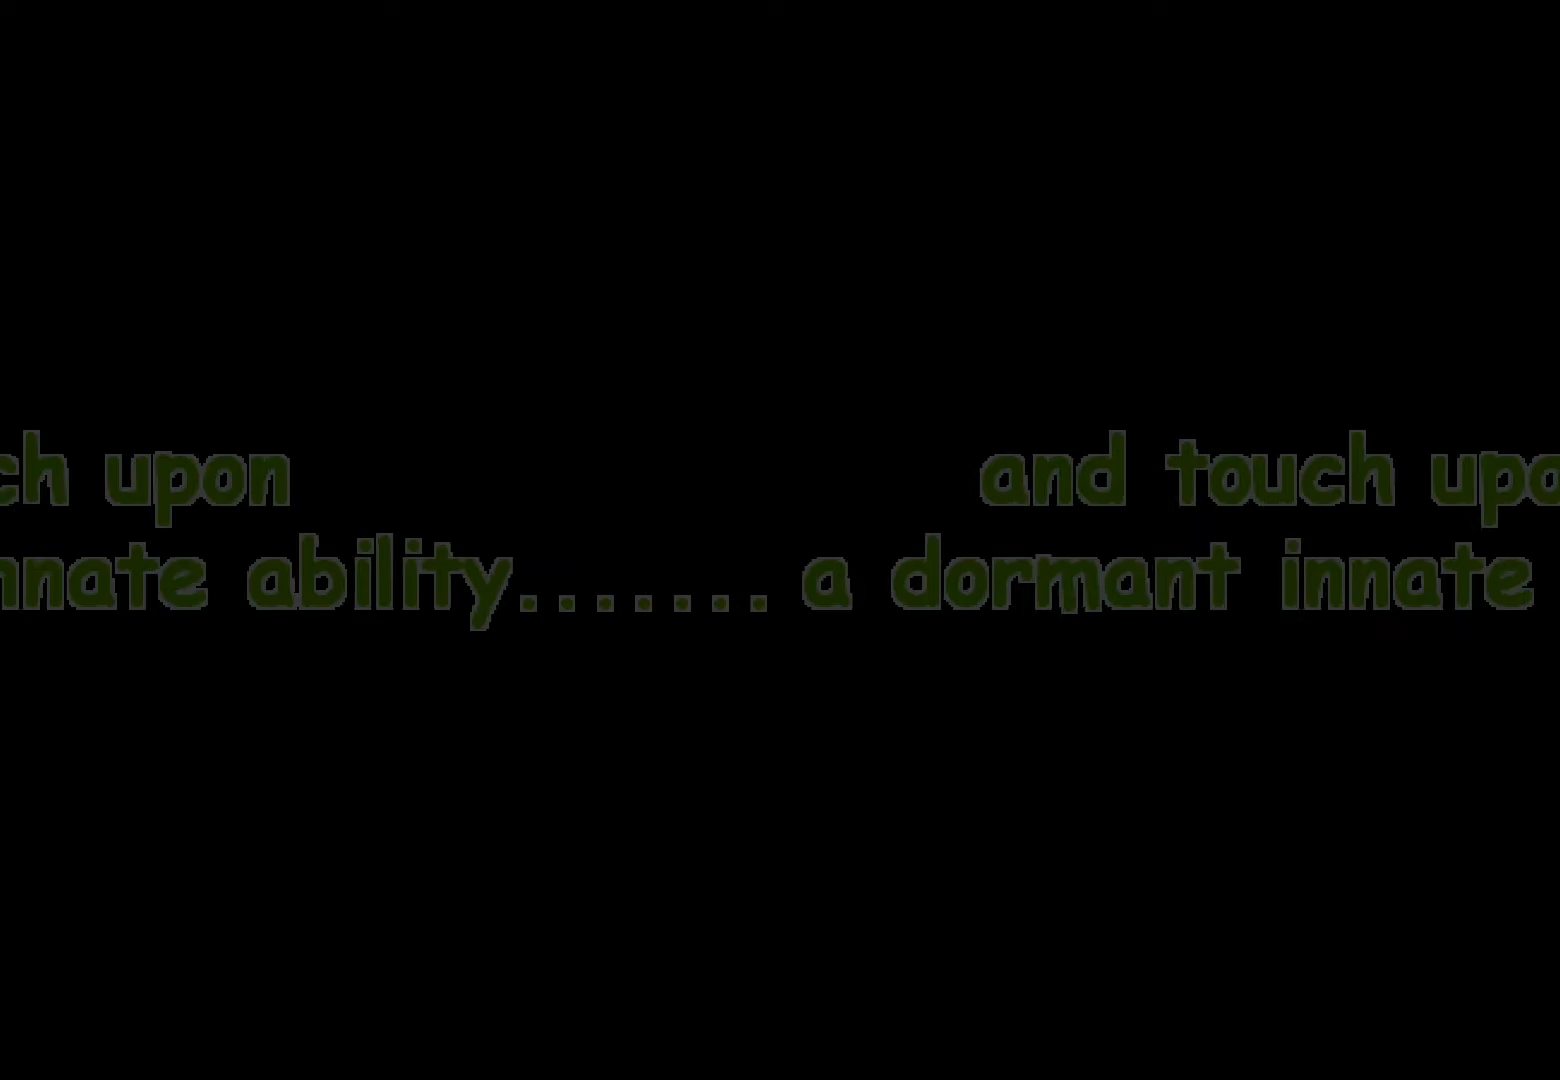 ch upon and touch upo
nnate ability....... a dormant innate